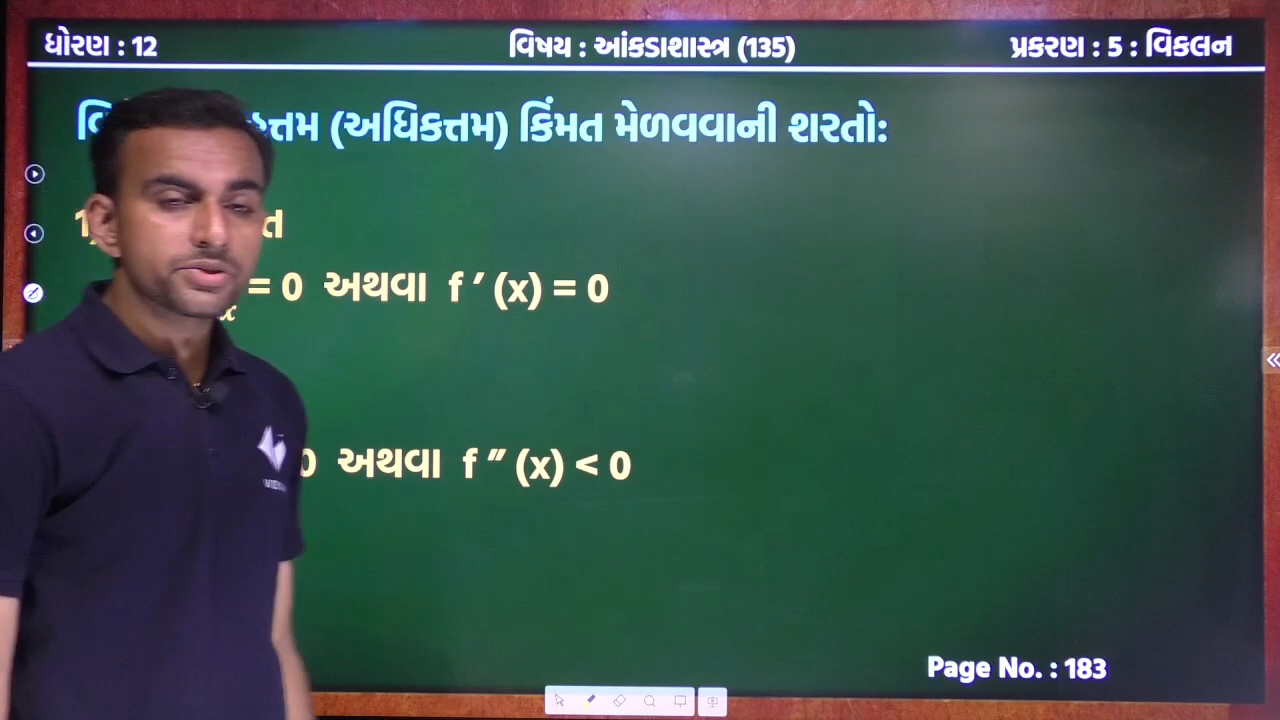 ધોરણ : 12
વિષય : આંકડાશાસ્ત્ર (135)
પ્રકરણ : 5 : વિકલન
(અધિકત્તમ) કિંમત મેળવવાની શરતો:
= 0 અથવા f ′ (x) = 0
0 અથવા f ″ (x) < 0
Page No. : 183